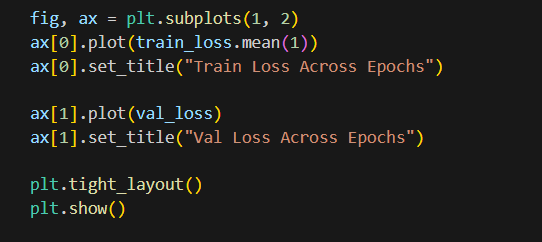 fig, ax = plt.subplots(1, 2)
ax[0].plot(train_loss.mean(1))
ax[0].set_title("Train Loss Across Epochs")
ax[1].plot(val_loss)
ax[1].set_title("Val Loss Across Epochs")
plt.tight_layout()
plt.show()